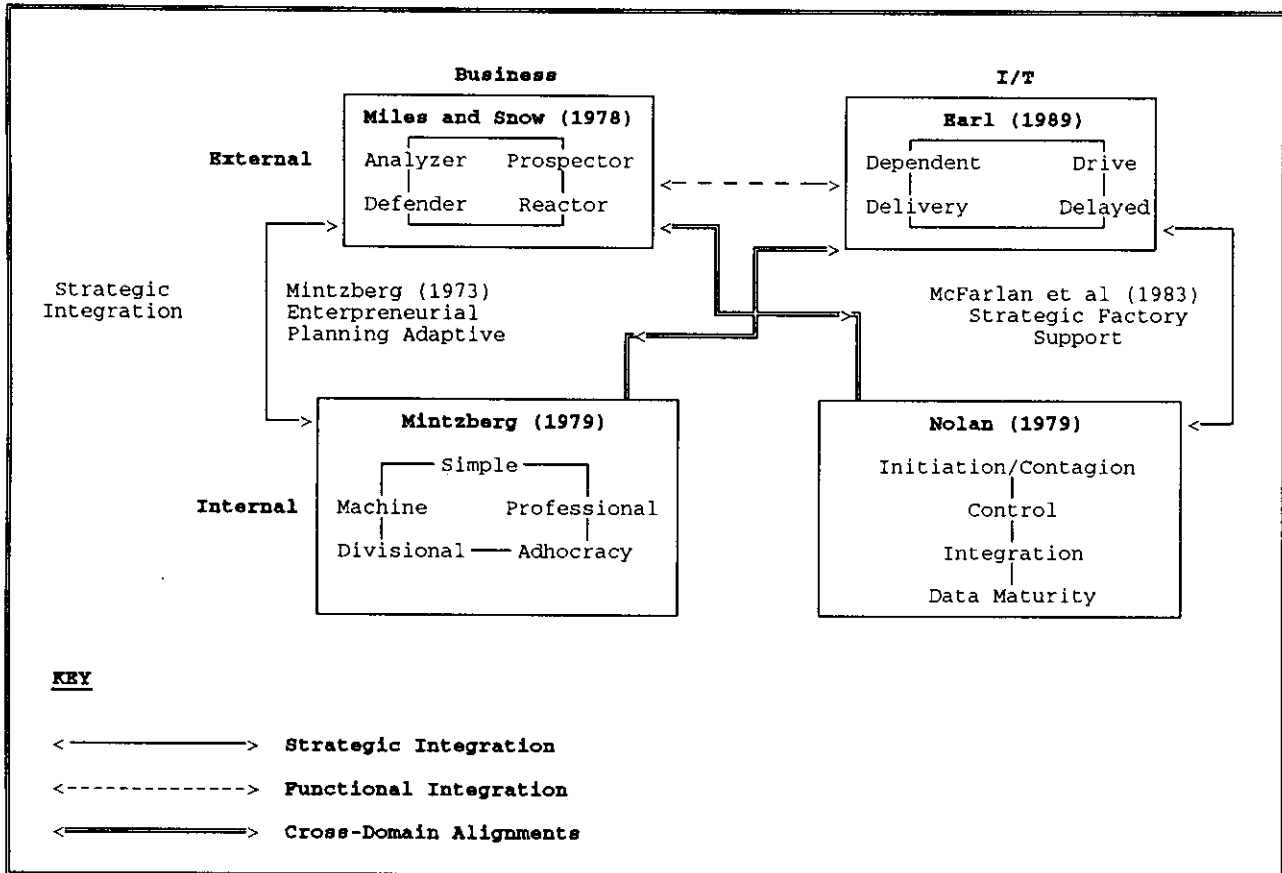 Business
I/T
Miles and Snow (1978)
Earl (1989)
External
Analyzer Prospector
Dependent Drive
Defender Reactor
Delivery Delayed
Strategic
Integration
Mintzberg (1973)
Enterpreneurial
Planning Adaptive
McFarlan et al (1983)
Strategic Factory
Support
Mintzberg (1979)
Nolan (1979)
Simple
Initiation/Contagion
Internal
Machine Professional
Control
Divisional Adhocracy
Integration
Data Maturity
KEY
Strategic Integration
Functional Integration
Cross-Domain Alignments